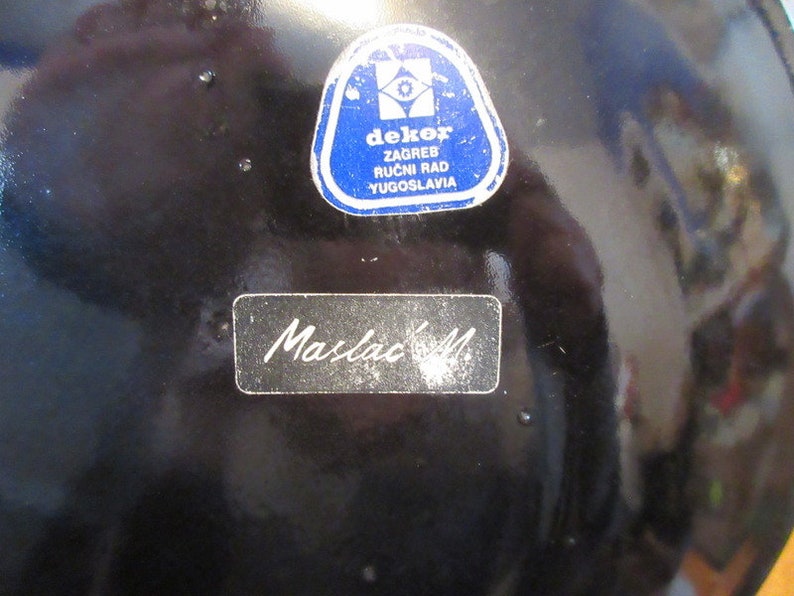 dekor
ZAGREB
RUČNI RAD
YUGOSLAVIA
Maslać M.